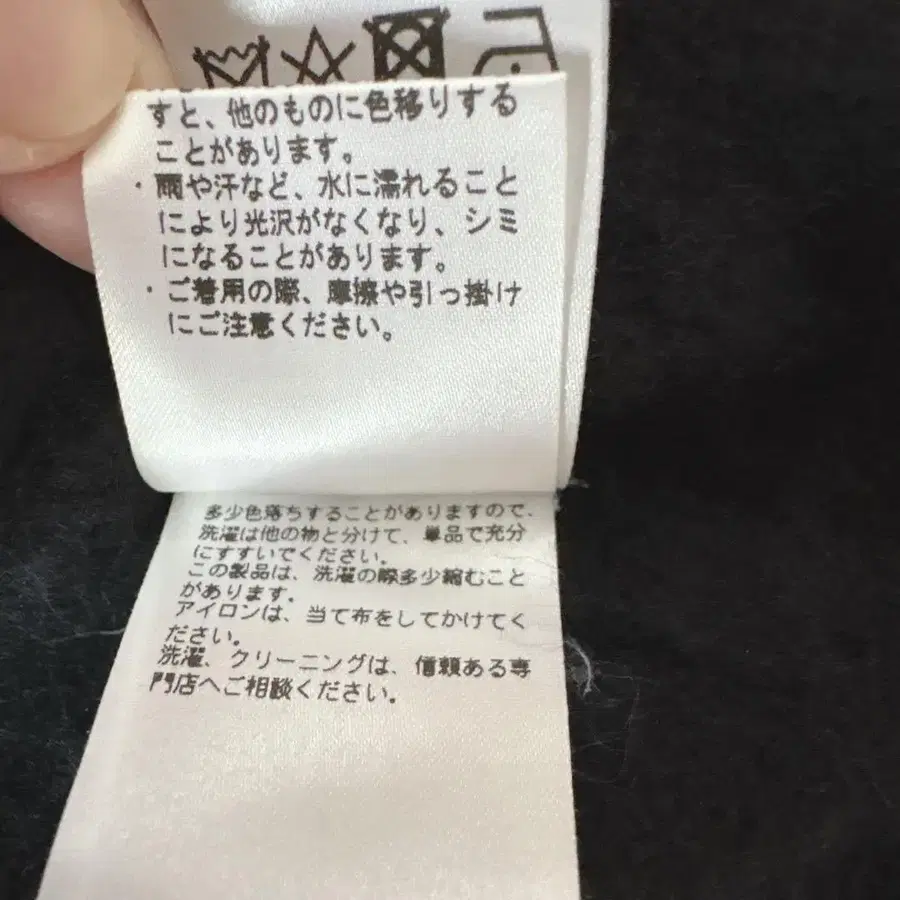 すと、他のものに色移りする
ことがあります。
・雨や汗など、水に濡れること
により光沢がなくなり、シミ
になることがあります。
・ご着用の際、摩擦や引っ掛け
にご注意ください。
多少色落ちすることがありますので、
洗濯は他の物と分けて、単品で充分
にすすいでください。
この製品は、洗濯の際多少縮むこと
があります。
アイロンは、当て布をしてかけてく
ださい。
洗濯、クリーニングは、信頼ある専
門店へご相談ください。